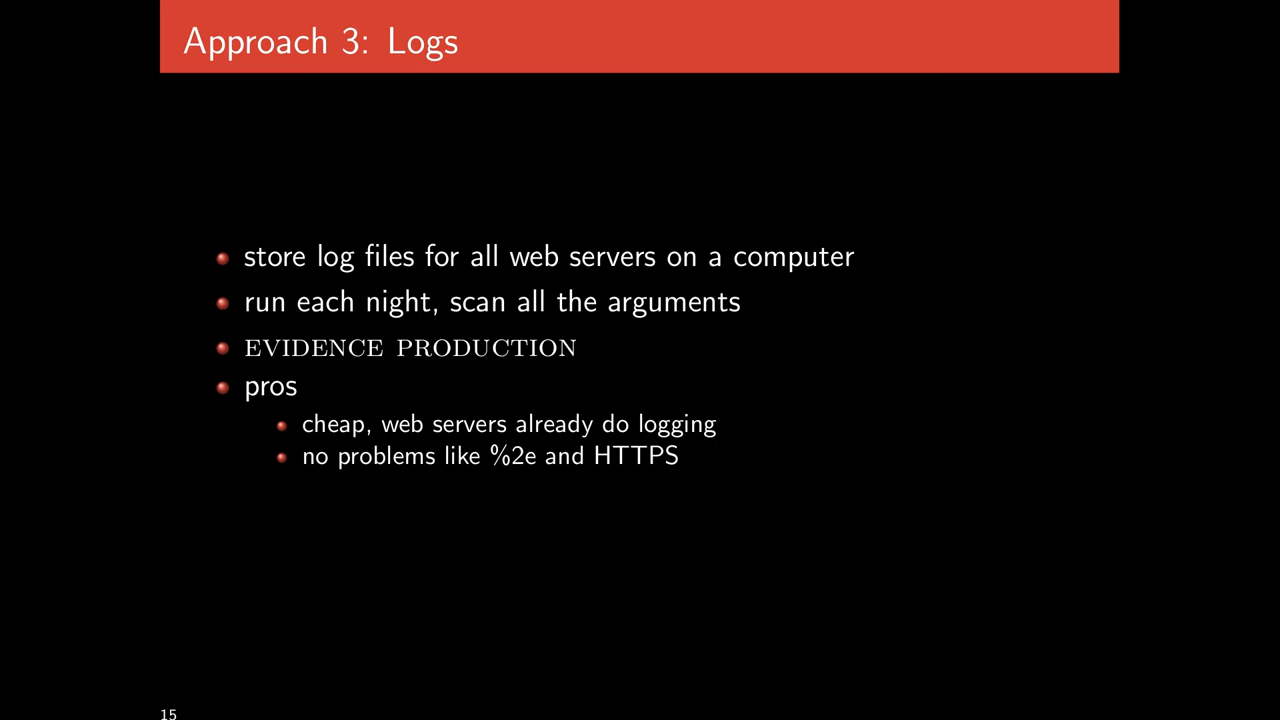 Approach 3: Logs
store log files for all web servers on a computer
run each night, scan all the arguments
EVIDENCE PRODUCTION
pros
cheap, web servers already do logging
no problems like %2e and HTTPS
15